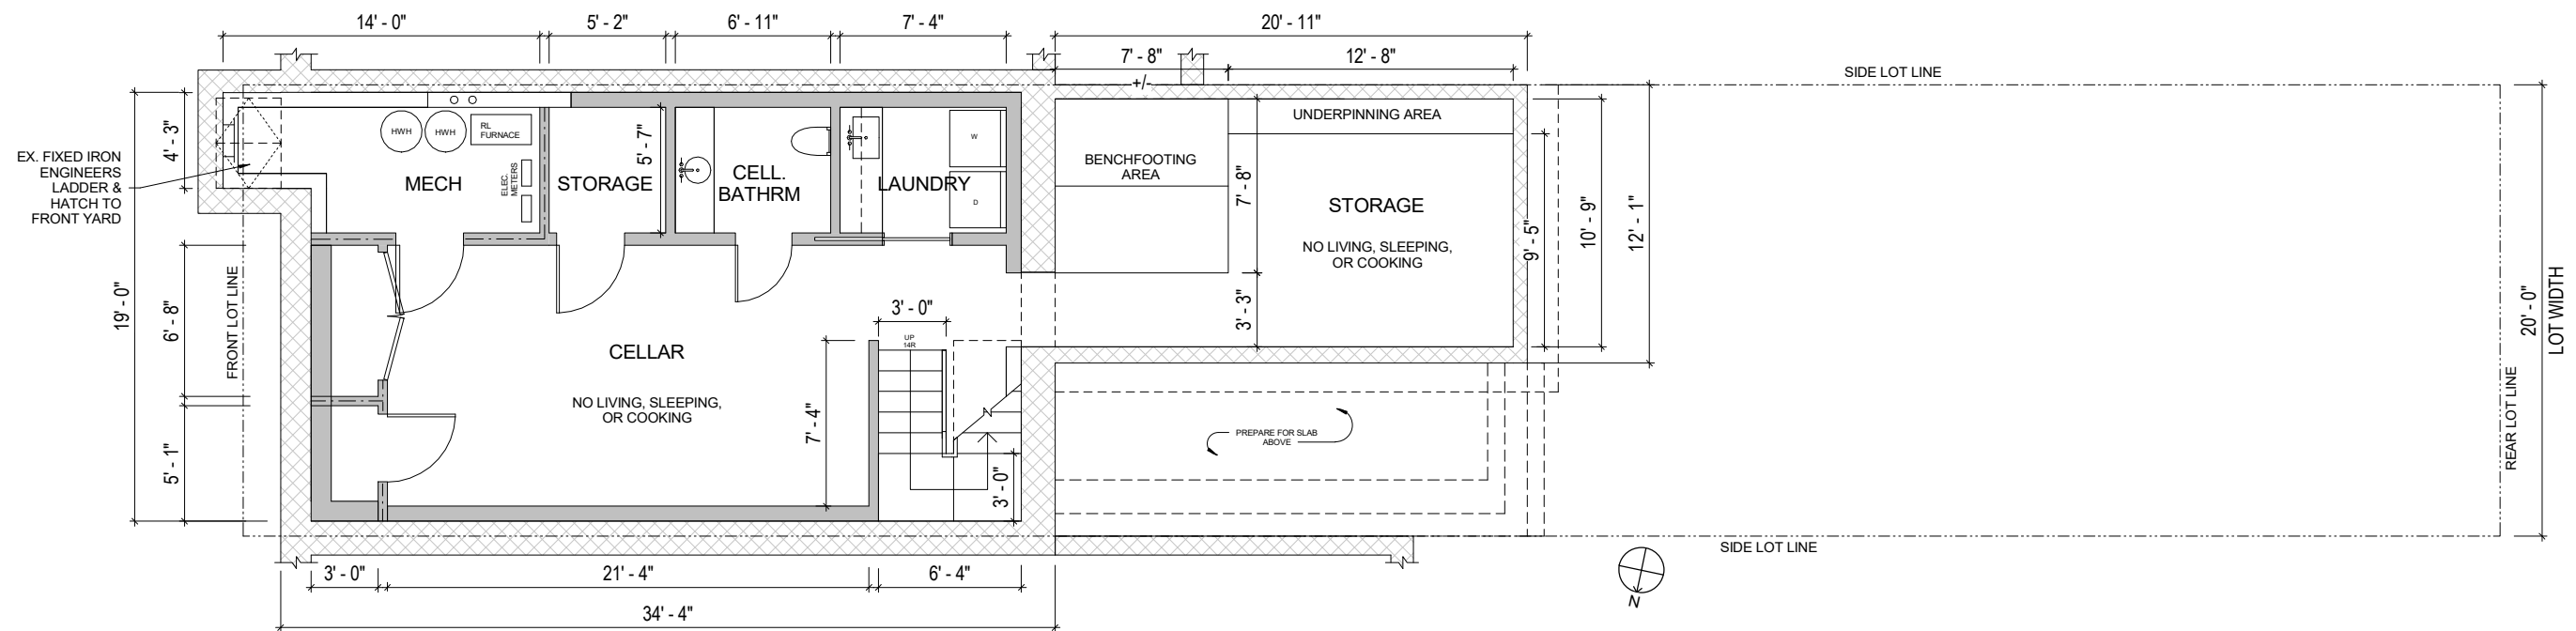 14' - 0"
5' - 2"
6' - 11"
7' - 4"
20' - 11"
7' - 8"
12' - 8"
+/-
SIDE LOT LINE
4' - 3"
EX. FIXED IRON
ENGINEERS
LADDER &
HATCH TO
FRONT YARD
HWH
HWH
RL
FURNACE
ELEC.
METERS
MECH
5' - 7"
STORAGE
CELL.
BATHRM
LAUNDRY
W
D
BENCHFOOTING
AREA
UNDERPINNING AREA
7' - 8"
STORAGE
NO LIVING, SLEEPING,
OR COOKING
9' - 5"
10' - 9"
12' - 1"
3' - 3"
19' - 0"
6' - 8"
FRONT LOT LINE
5' - 1"
CELLAR
NO LIVING, SLEEPING,
OR COOKING
7' - 4"
3' - 0"
UP
14R
3' - 0"
PREPARE FOR SLAB
ABOVE
20' - 0"
LOT WIDTH
REAR LOT LINE
SIDE LOT LINE
3' - 0"
21' - 4"
6' - 4"
34' - 4"
N